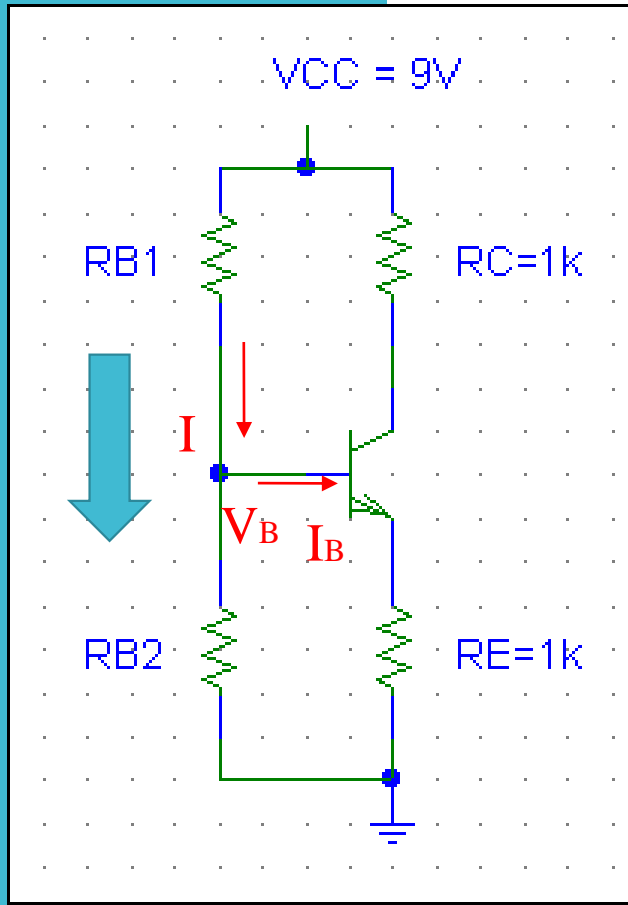 VCC = 9V
RB1
RC=1k
I
VB
IB
RB2
RE=1k